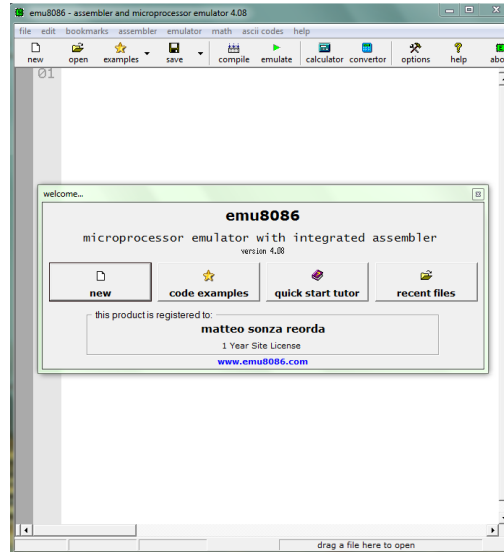 emu8086 - assembler and microprocessor emulator 4.08
file edit bookmarks assembler emulator math ascii codes help
new open examples save compile emulate calculator convertor options help abo
01
welcome...
emu8086
microprocessor emulator with integrated assembler
version 4.08
new code examples quick start tutor recent files
this product is registered to:
matteo sonza reorda
1 Year Site License
www.emu8086.com
drag a file here to open